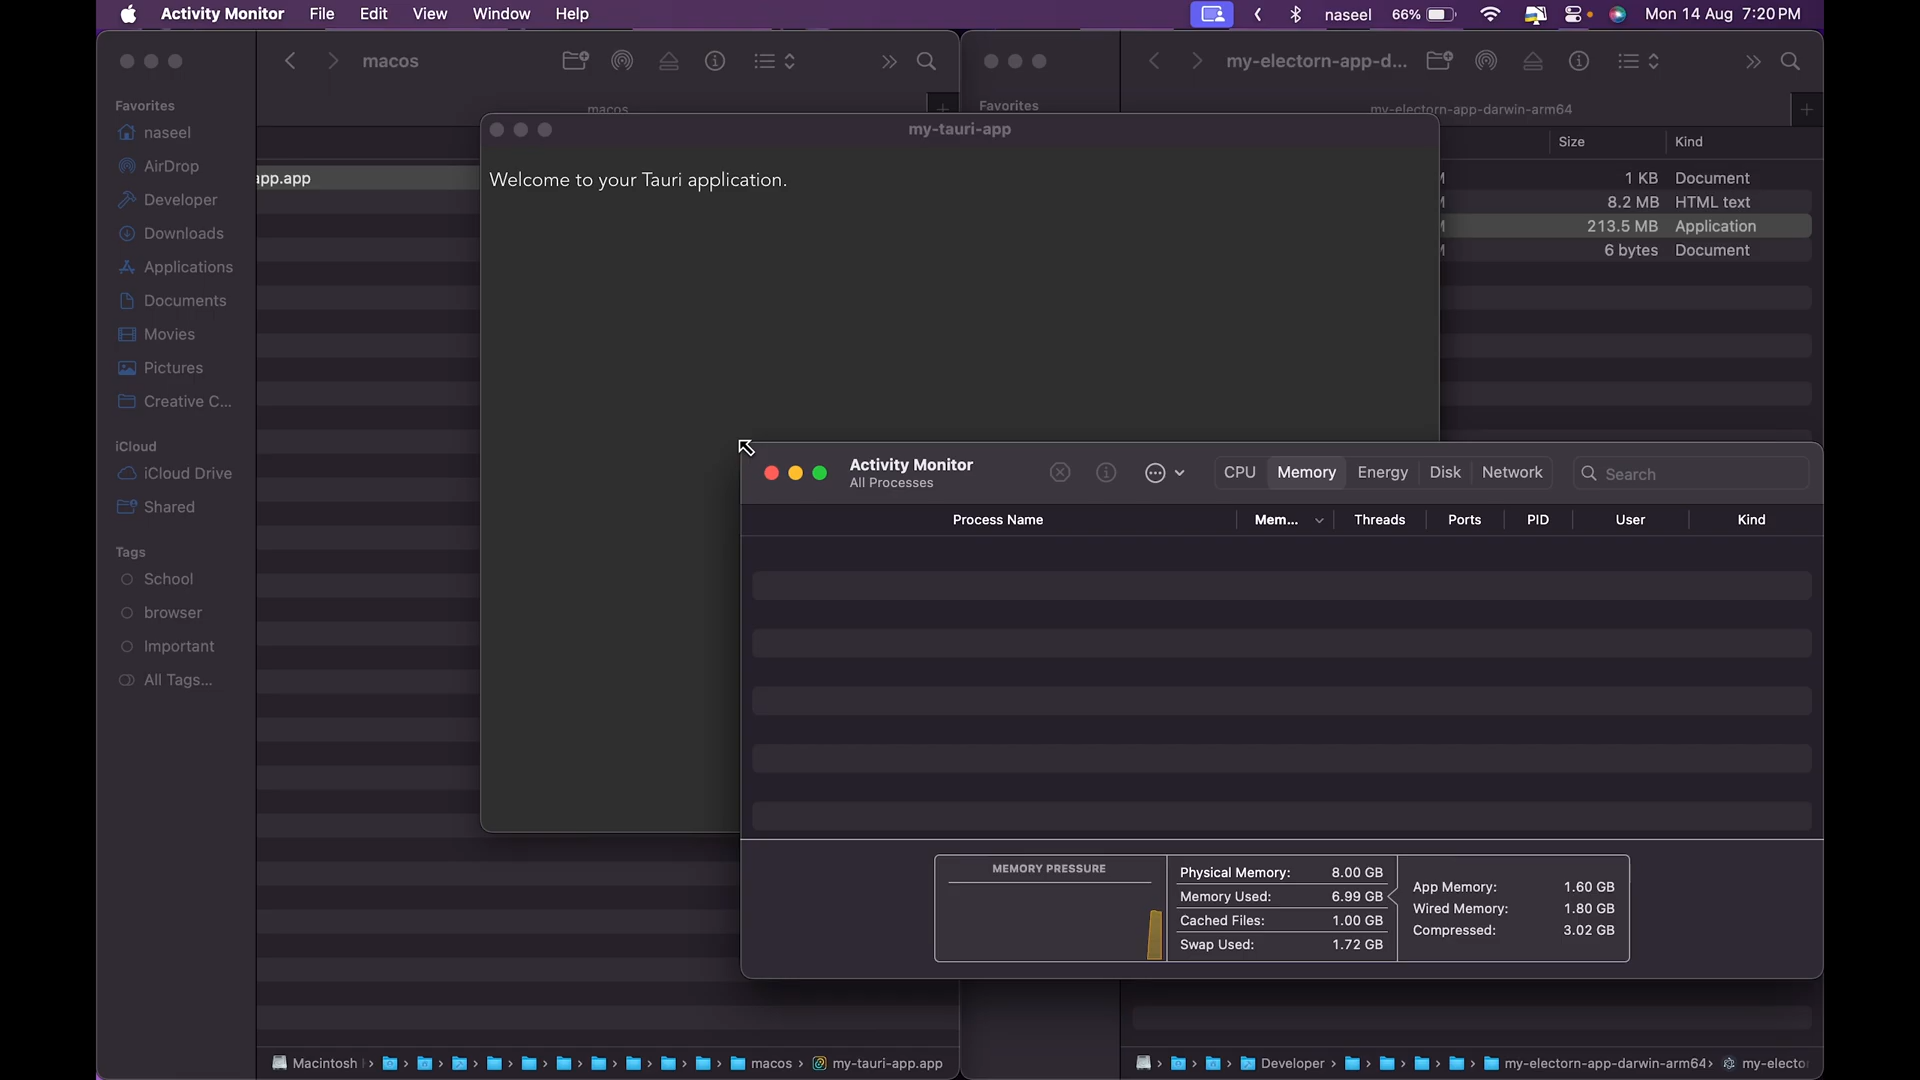 Activity Monitor File Edit View Window Help naseel 66% Mon 14 Aug 7:20 PM
macos
macos
Favorites
naseel
AirDrop
Developer
Downloads
Applications
Documents
Movies
Pictures
Creative C...
iCloud
iCloud Drive
Shared
Tags
School
browser
Important
All Tags...
app.app
Macintosh macos my-tauri-app.app
my-electorn-app-d...
my-electorn-app-darwin-arm64
Favorites
Size Kind
1 KB Document
8.2 MB HTML text
213.5 MB Application
6 bytes Document
Developer my-electorn-app-darwin-arm64 my-electo
my-tauri-app
Welcome to your Tauri application.
Activity Monitor
All Processes
CPU Memory Energy Disk Network Search
Process Name Mem... Threads Ports PID User Kind
MEMORY PRESSURE
Physical Memory: 8.00 GB
Memory Used: 6.99 GB
Cached Files: 1.00 GB
Swap Used: 1.72 GB
App Memory: 1.60 GB
Wired Memory: 1.80 GB
Compressed: 3.02 GB